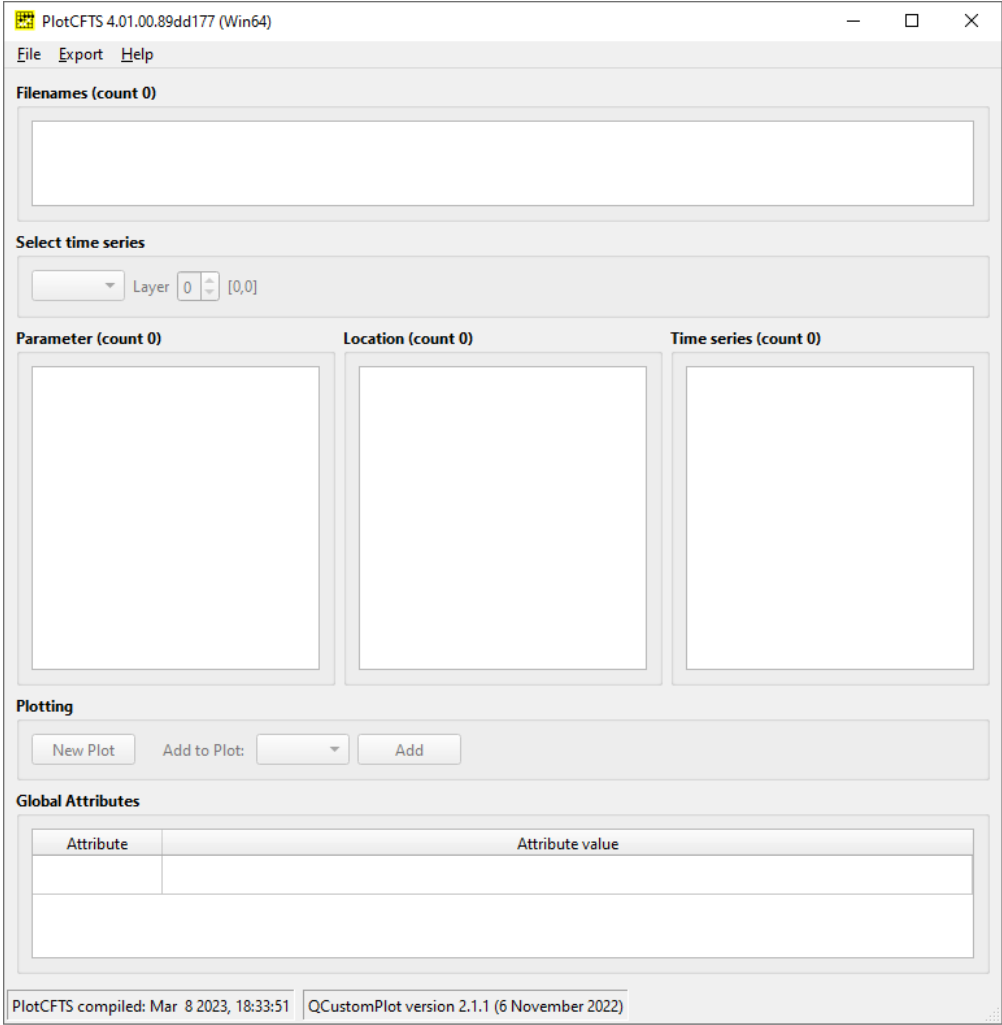 PlotCFTS 4.01.00.89dd177 (Win64)
File Export Help
Filenames (count 0)
Select time series
Layer 0 [0,0]
Parameter (count 0) Location (count 0) Time series (count 0)
Plotting
New Plot Add to Plot: Add
Global Attributes
Attribute Attribute value
PlotCFTS compiled: Mar  8 2023, 18:33:51 QCustomPlot version 2.1.1 (6 November 2022)